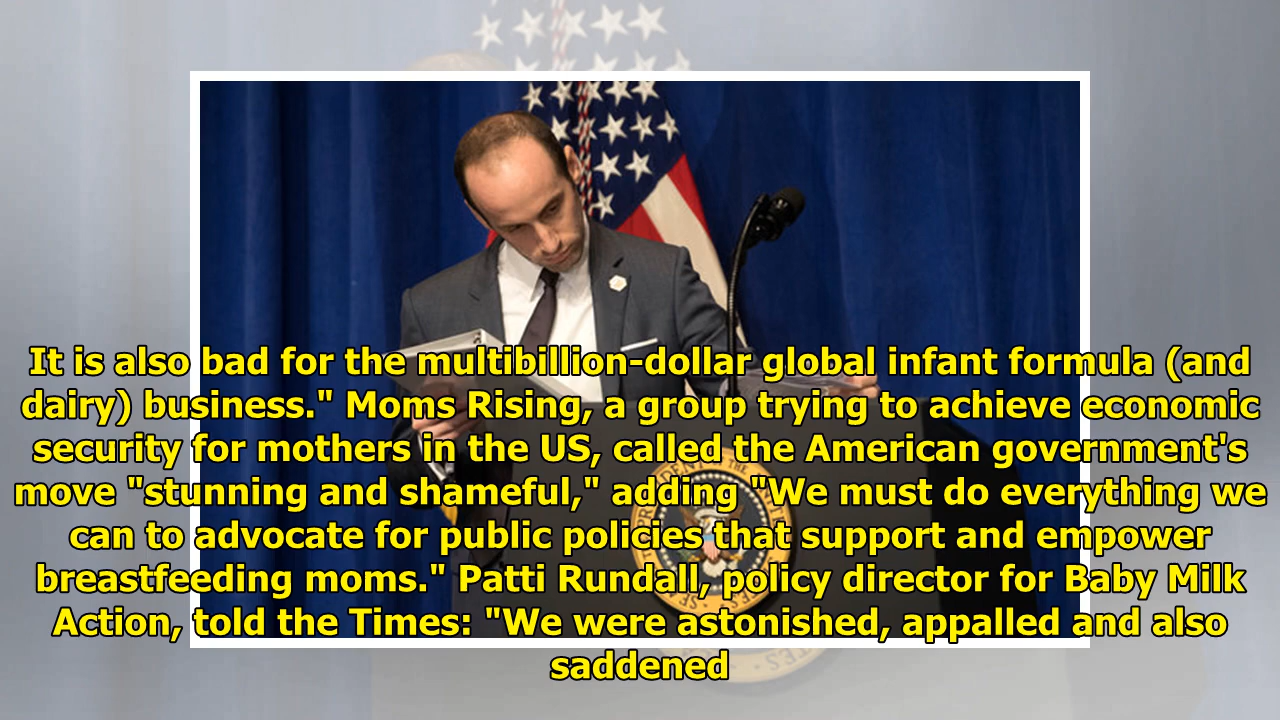 It is also bad for the multibillion-dollar global infant formula (and
dairy) business." Moms Rising, a group trying to achieve economic
security for mothers in the US, called the American government's
move "stunning and shameful," adding "We must do everything we
can to advocate for public policies that support and empower
breastfeeding moms." Patti Rundall, policy director for Baby Milk
Action, told the Times: "We were astonished, appalled and also
saddened